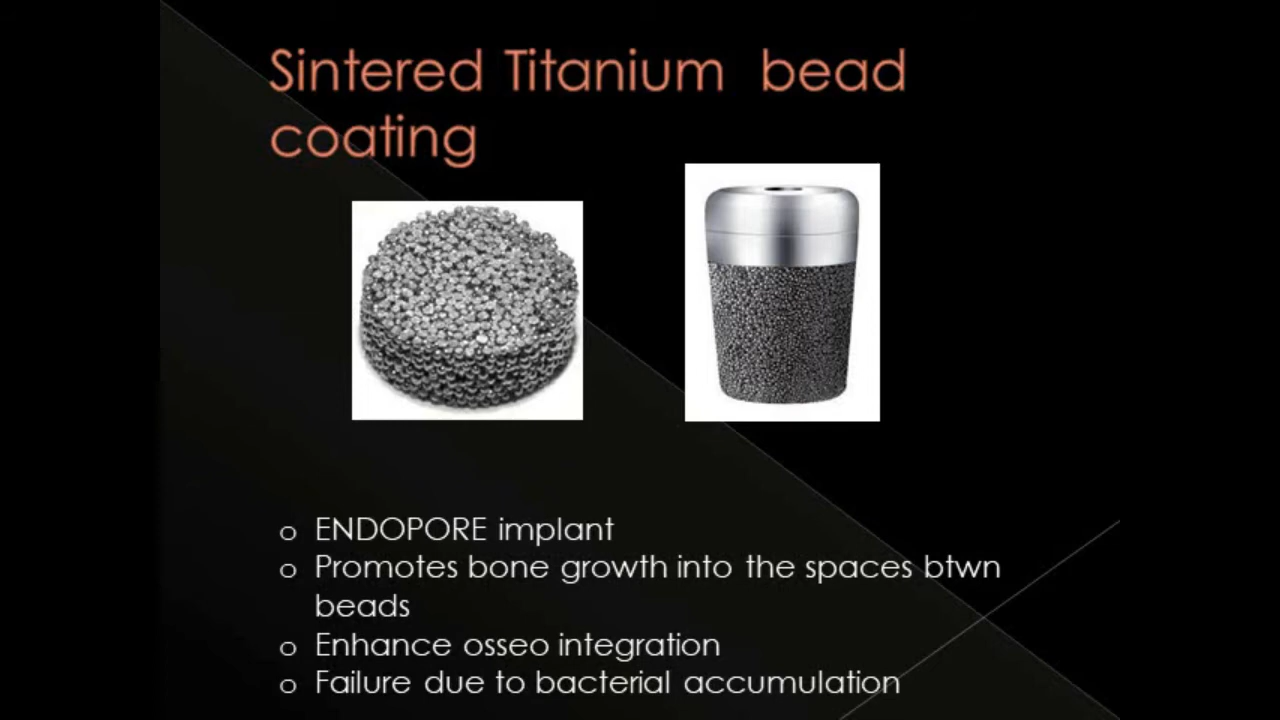 Sintered Titanium bead
coating
o ENDOPORE implant
o Promotes bone growth into the spaces btwn
beads
o Enhance osseo integration
o Failure due to bacterial accumulation